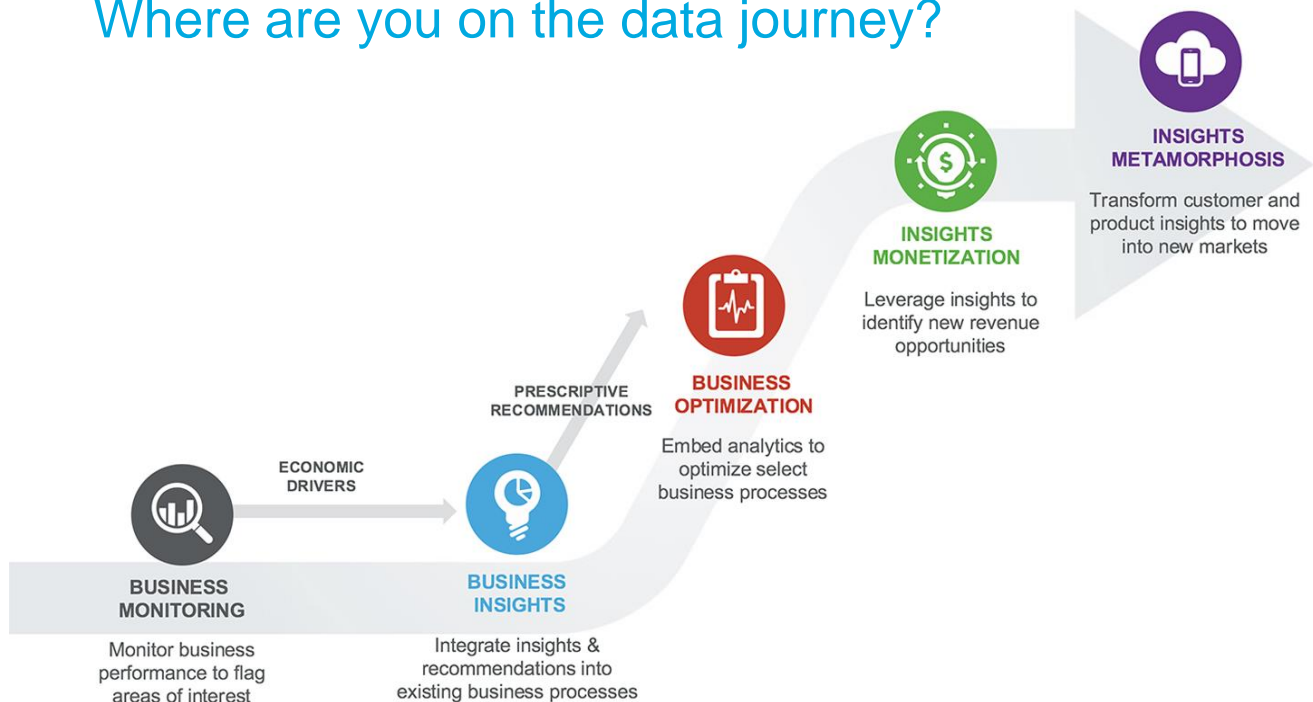 Where are you on the data journey?
INSIGHTS
METAMORPHOSIS
Transform customer and
product insights to move
into new markets
INSIGHTS
MONETIZATION
Leverage insights to
identify new revenue
opportunities
PRESCRIPTIVE
RECOMMENDATIONS
BUSINESS
OPTIMIZATION
Embed analytics to
optimize select
business processes
ECONOMIC
DRIVERS
BUSINESS
MONITORING
Monitor business
performance to flag
areas of interest
BUSINESS
INSIGHTS
Integrate insights &
recommendations into
existing business processes
$